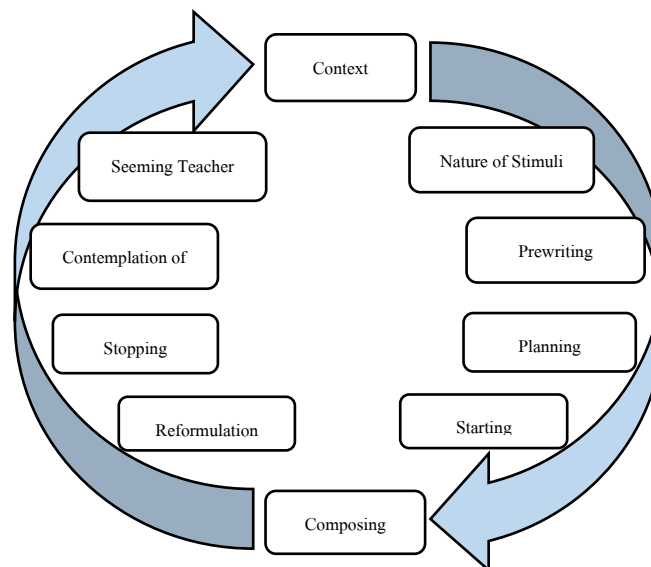 Context
Nature of Stimuli
Prewriting
Planning
Starting
Composing
Reformulation
Stopping
Contemplation of
Seeming Teacher